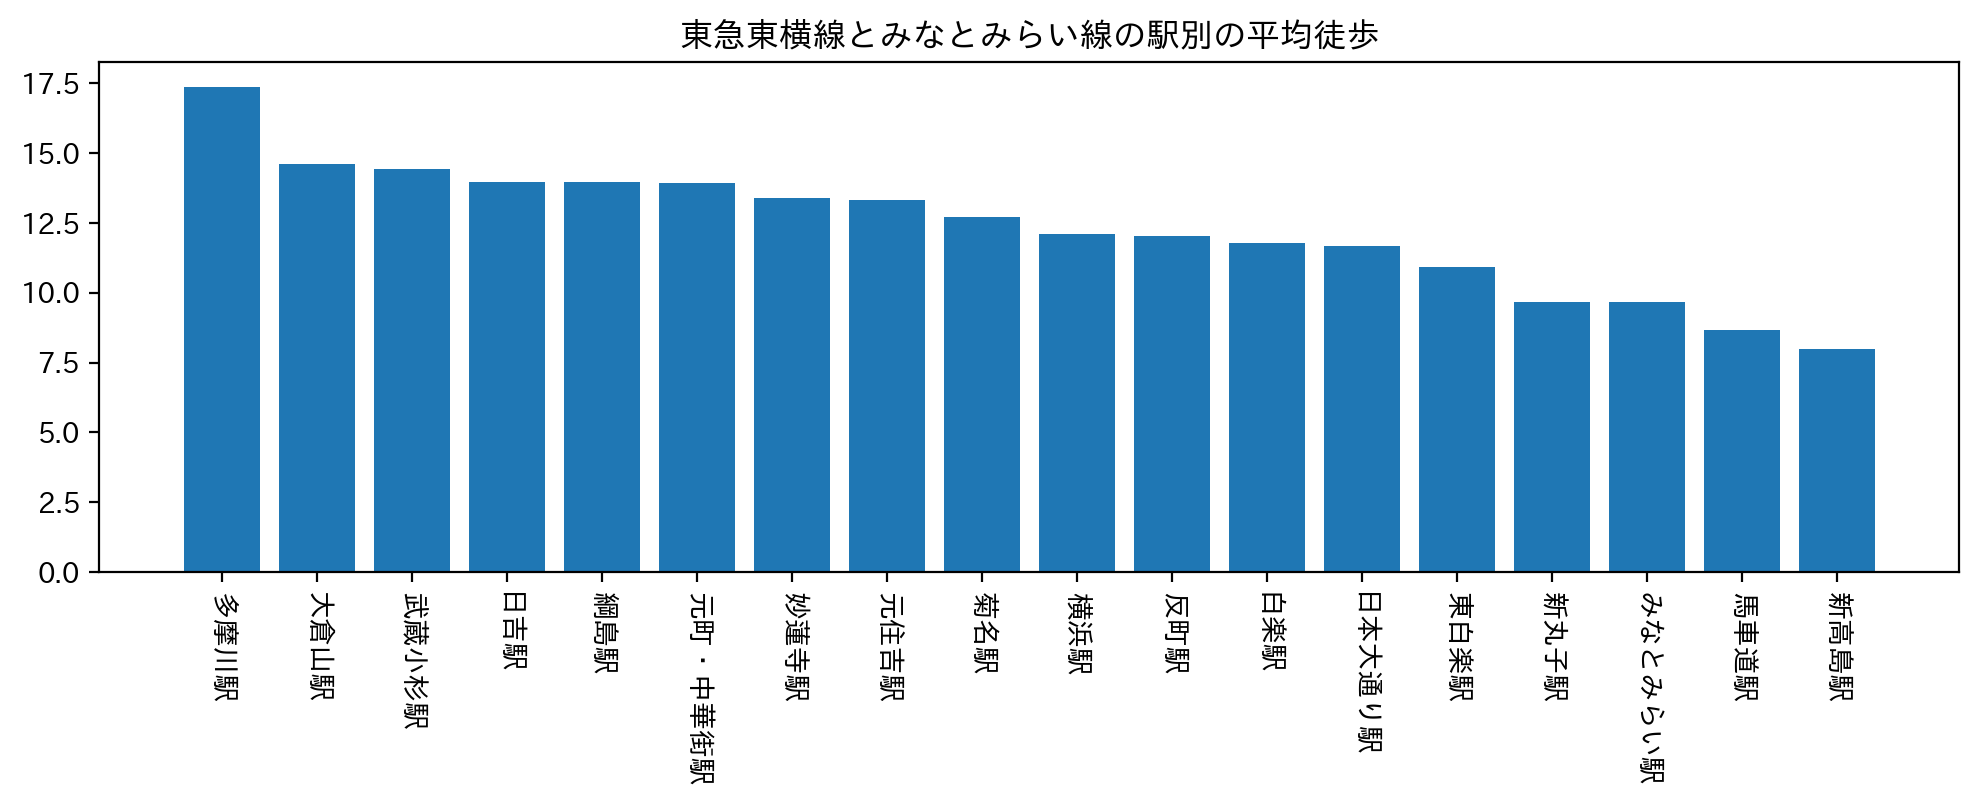 東急東横線とみなとみらい線の駅別の平均徒歩
17.5
15.0
12.5
10.0
7.5
5.0
2.5
0.0
多摩川駅
大倉山駅
武蔵小杉駅
日吉駅
綱島駅
元町・中華街駅
妙蓮寺駅
元住吉駅
菊名駅
横浜駅
反町駅
白楽駅
日本大通り駅
東白楽駅
新丸子駅
みなとみらい駅
馬車道駅
新高島駅